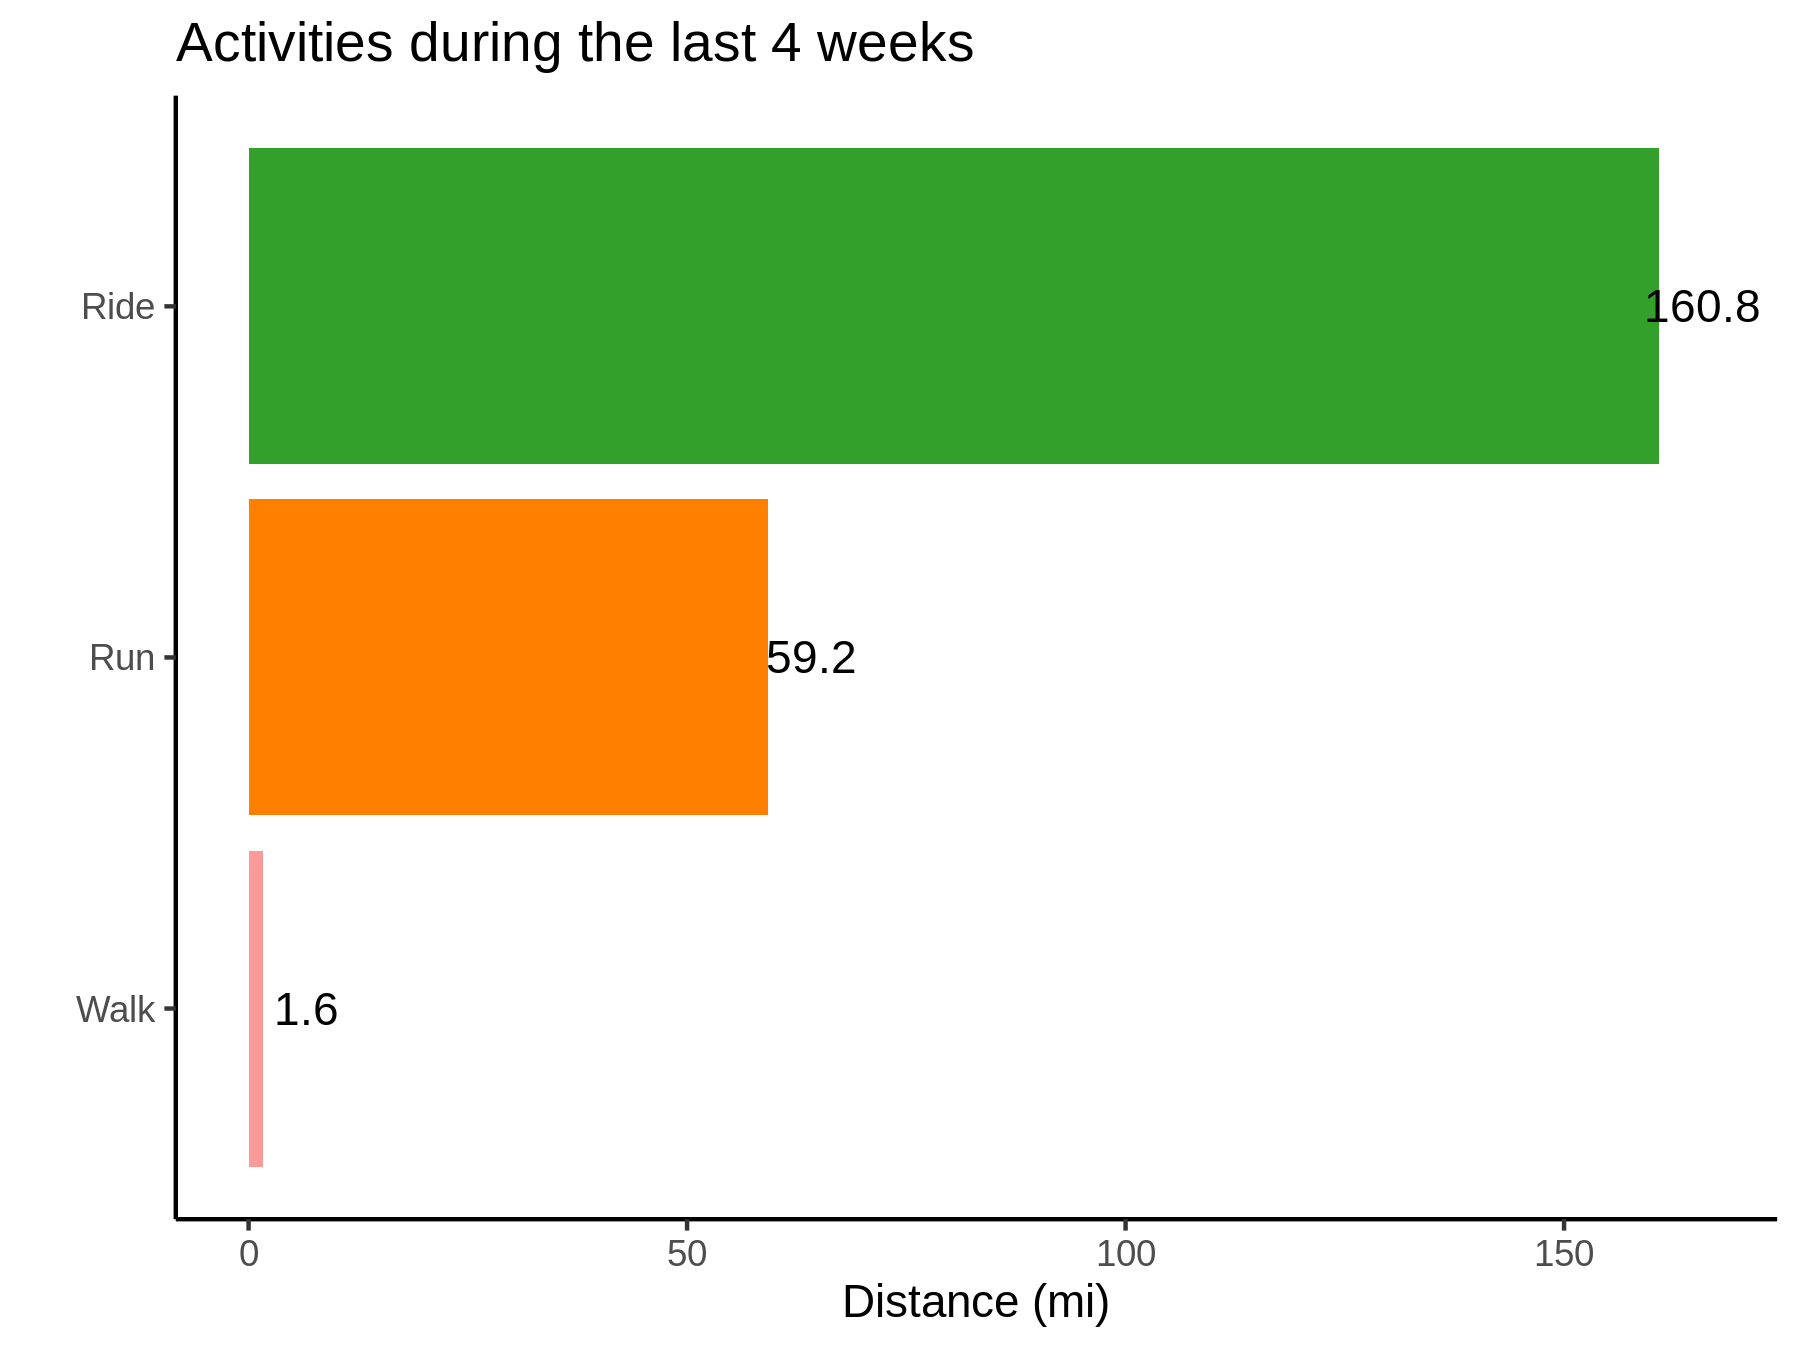 Activities during the last 4 weeks
Ride
160.8
Run
59.2
Walk
1.6
0 50 100 150
Distance (mi)